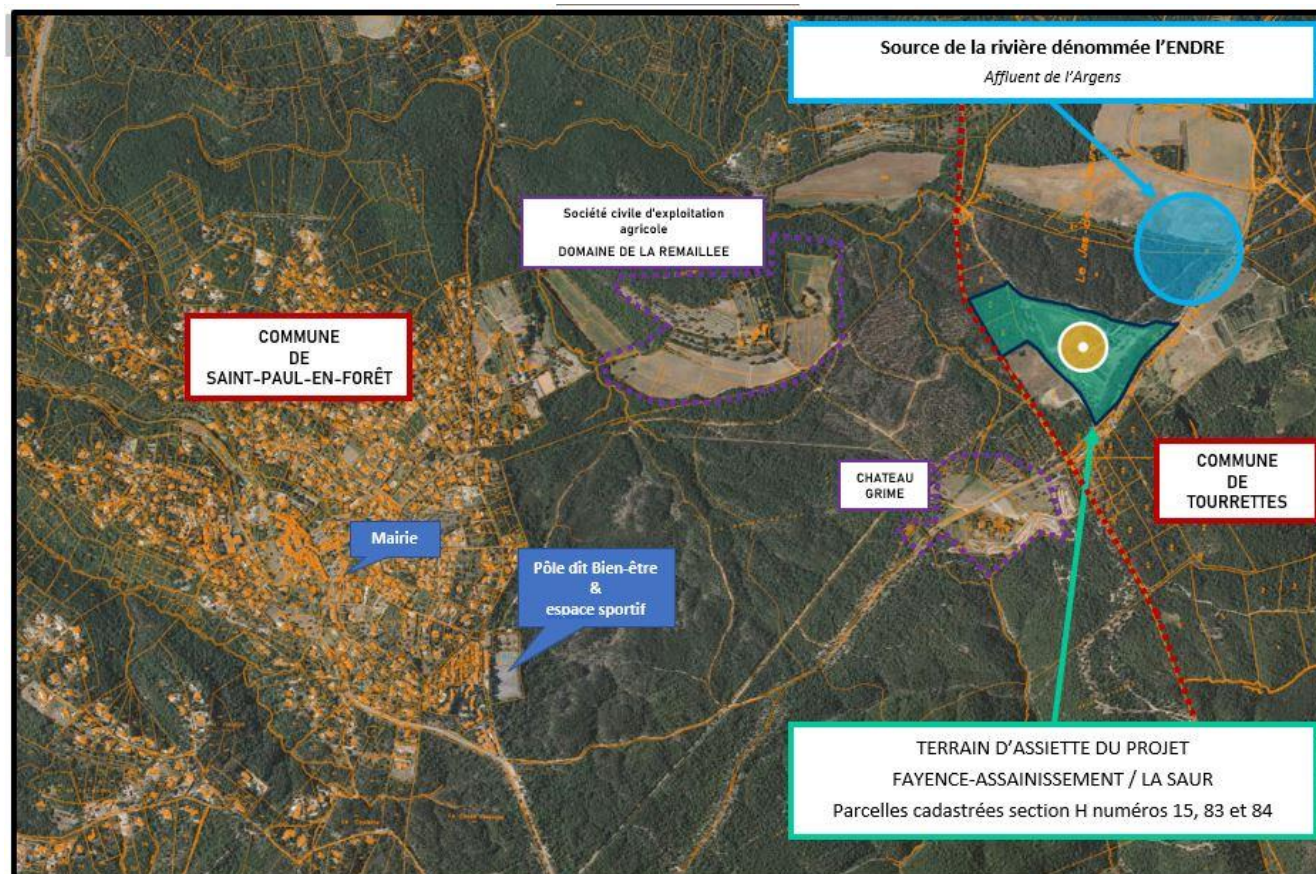 Source de la rivière dénommée l'ENDRE
Affluent de l'Argens
Société civile d'exploitation
agricole
DOMAINE DE LA REMAILLEE
COMMUNE
DE
SAINT-PAUL-EN-FORÊT
CHATEAU
GRIME
COMMUNE
DE
TOURRETTES
Mairie
Pôle dit Bien-être
&
espace sportif
TERRAIN D'ASSIETTE DU PROJET
FAYENCE-ASSAINISSEMENT / LA SAUR
Parcelles cadastrées section H numéros 15, 83 et 84